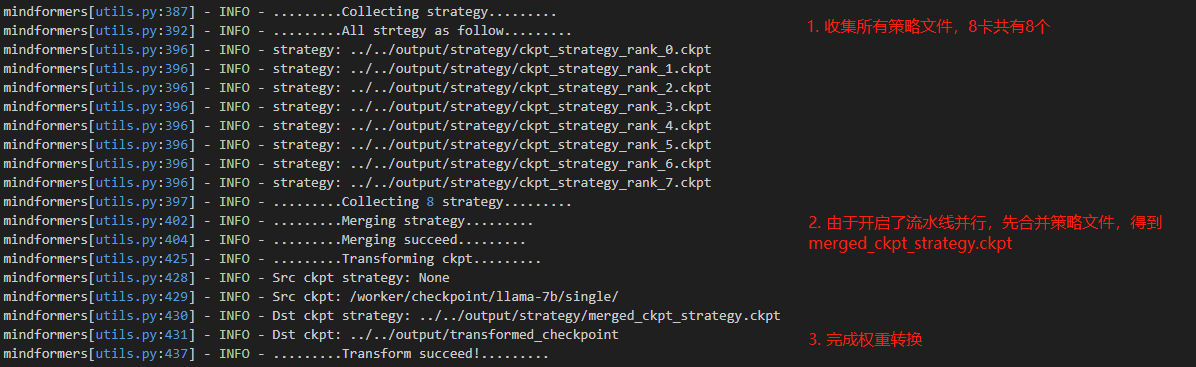 mindformers[utils.py:387] - INFO - .........Collecting strategy.........
mindformers[utils.py:392] - INFO - .........All strtegy as follow.........
mindformers[utils.py:396] - INFO - strategy: ../../output/strategy/ckpt_strategy_rank_0.ckpt
mindformers[utils.py:396] - INFO - strategy: ../../output/strategy/ckpt_strategy_rank_1.ckpt
mindformers[utils.py:396] - INFO - strategy: ../../output/strategy/ckpt_strategy_rank_2.ckpt
mindformers[utils.py:396] - INFO - strategy: ../../output/strategy/ckpt_strategy_rank_3.ckpt
mindformers[utils.py:396] - INFO - strategy: ../../output/strategy/ckpt_strategy_rank_4.ckpt
mindformers[utils.py:396] - INFO - strategy: ../../output/strategy/ckpt_strategy_rank_5.ckpt
mindformers[utils.py:396] - INFO - strategy: ../../output/strategy/ckpt_strategy_rank_6.ckpt
mindformers[utils.py:396] - INFO - strategy: ../../output/strategy/ckpt_strategy_rank_7.ckpt
mindformers[utils.py:397] - INFO - .........Collecting 8 strategy.........
mindformers[utils.py:402] - INFO - .........Merging strategy.........
mindformers[utils.py:404] - INFO - .........Merging succeed.........
mindformers[utils.py:425] - INFO - .........Transforming ckpt.........
mindformers[utils.py:428] - INFO - Src ckpt strategy: None
mindformers[utils.py:429] - INFO - Src ckpt: /worker/checkpoint/llama-7b/single/
mindformers[utils.py:430] - INFO - Dst ckpt strategy: ../../output/strategy/merged_ckpt_strategy.ckpt
mindformers[utils.py:431] - INFO - Dst ckpt: ../../output/transformed_checkpoint
mindformers[utils.py:437] - INFO - .........Transform succeed!.........
1. 收集所有策略文件，8卡共有8个
2. 由于开启了流水线并行，先合并策略文件，得到
merged_ckpt_strategy.ckpt
3. 完成权重转换